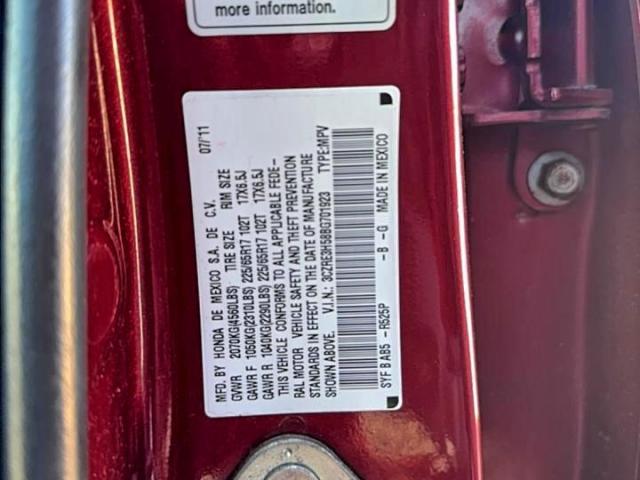 more information.
MFD. BY HONDA DE MEXICO S.A. DE C.V. 07/'11
GVWR 2070KG(4560LBS) TIRE SIZE RIM SIZE
GAWR F 1050KG(2310LBS) 225/65R17 102T 17X6.5J
GAWR R 1040KG(2290LBS) 225/65R17 102T 17X6.5J
THIS VEHICLE CONFORMS TO ALL APPLICABLE FEDE-
RAL MOTOR VEHICLE SAFETY AND THEFT PREVENTION
STANDARDS IN EFFECT ON THE DATE OF MANUFACTURE
SHOWN ABOVE. V.I.N.: 3CZRE3H58BG701923 TYPE:MPV
SYFBAB5 -R525P -B -G MADE IN MEXICO